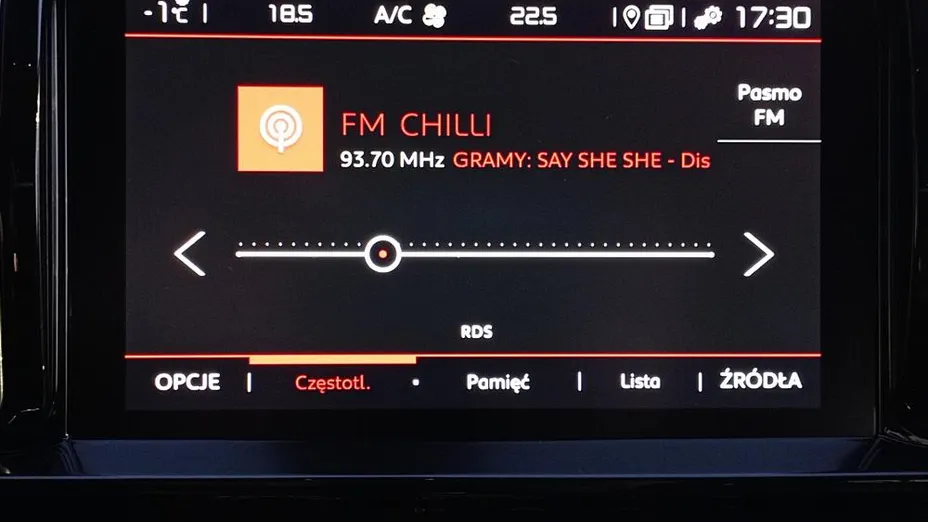 -1°C | 18.5 A/C 22.5 | | 17:30
Pasmo
FM
FM CHILLI
93.70 MHz GRAMY: SAY SHE SHE - Dis
RDS
OPCJE | Częstotl. • Pamięć | Lista | ŹRÓDŁA